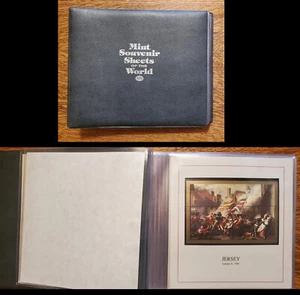 Mint
Souvenir
Sheets
OF THE
World
JERSEY